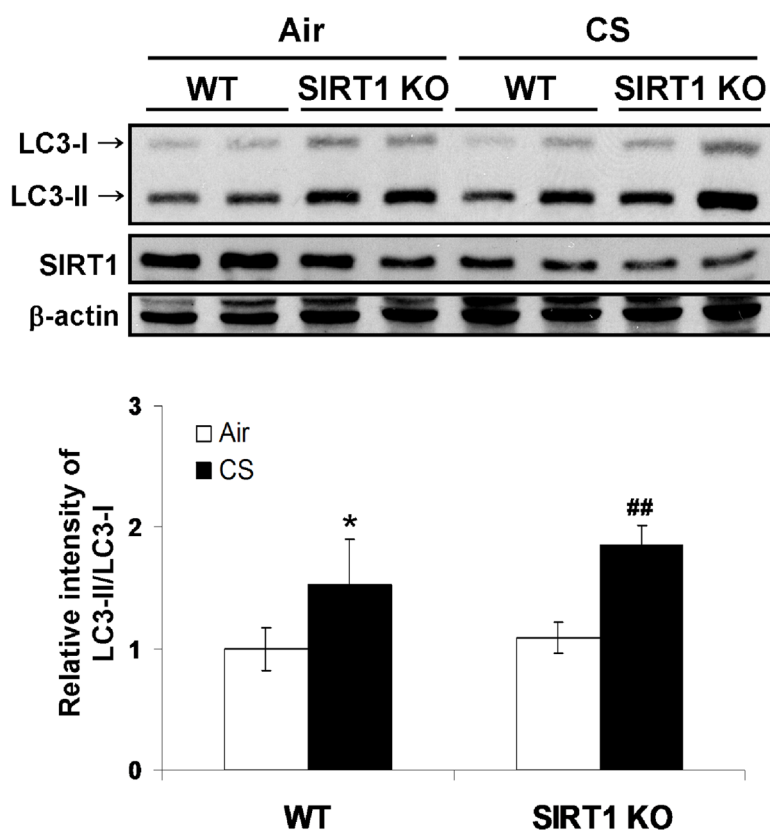 Air CS
WT SIRT1 KO WT SIRT1 KO
LC3-I →
LC3-II →
SIRT1
β-actin
3
2
1
0
Relative intensity of
LC3-II/LC3-I
Air
CS
*
##
WT SIRT1 KO